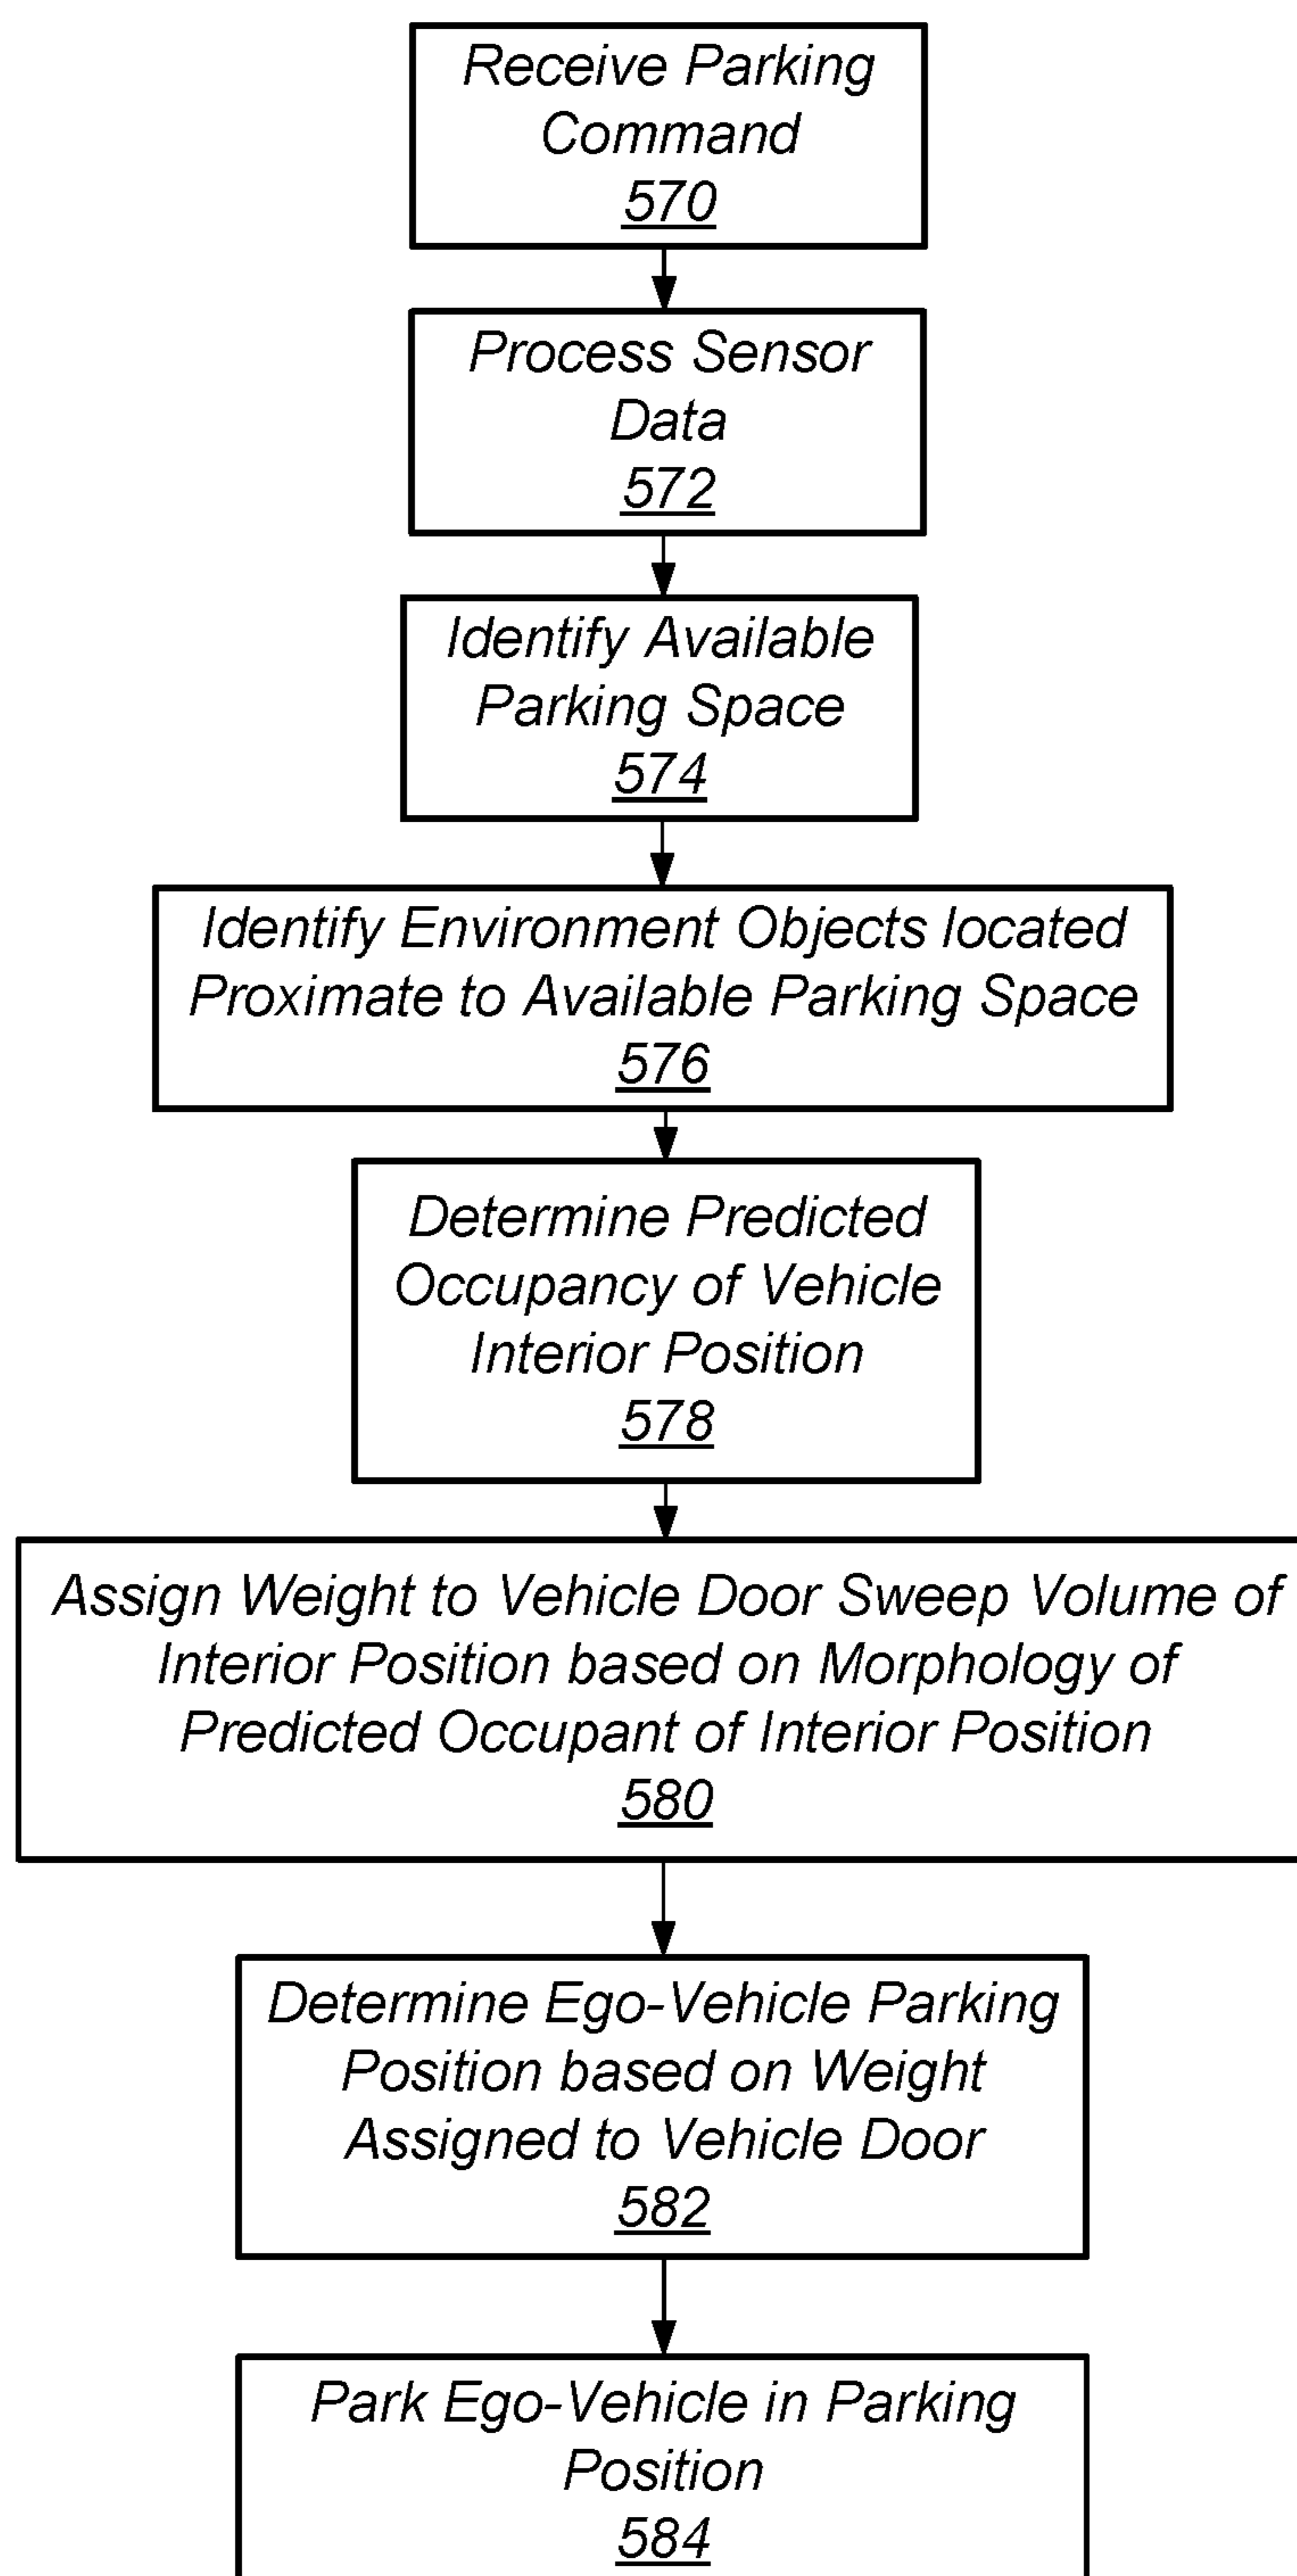 Receive Parking
Command
570
Process Sensor
Data
572
Identify Available
Parking Space
574
Identify Environment Objects located
Proximate to Available Parking Space
576
Determine Predicted
Occupancy of Vehicle
Interior Position
578
Assign Weight to Vehicle Door Sweep Volume of
Interior Position based on Morphology of
Predicted Occupant of Interior Position
580
Determine Ego-Vehicle Parking
Position based on Weight
Assigned to Vehicle Door
582
Park Ego-Vehicle in Parking
Position
584